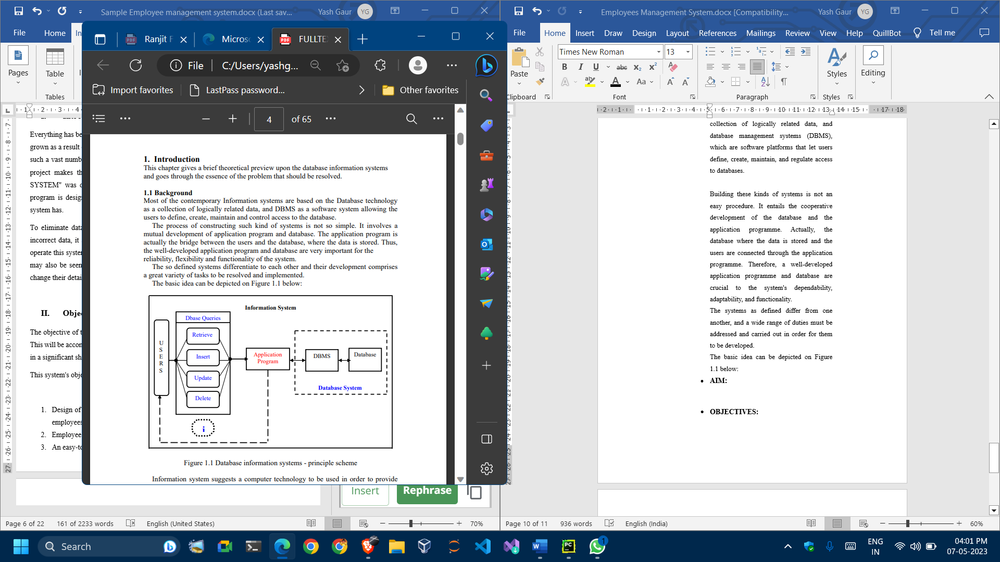 Sample Employee management system.docx (Last sav...
Yash Gaur
YG
File
Home
Pages
Table
Tables
Everything has be
grown as a result
such a vast numb
project makes th
SYSTEM" was
program is desig
system has.
To eliminate data
incorrect data, it
operate this system
may also be seen
change their detai
II. Objec
The objective of t
This will be accor
in a significant sh
This system's obje
1. Design of
employees
2. Employee
3. An easy-to
Page 6 of 22
161 of 2233 words
English (United States)
70%
Ranjit F
Microso
FULLTE
File
C:/Users/yashg...
Import favorites
LastPass password...
Other favorites
4
of 65
1. Introduction
This chapter gives a brief theoretical preview upon the database information systems
and goes through the essence of the problem that should be resolved.
1.1 Background
Most of the contemporary Information systems are based on the Database technology
as a collection of logically related data, and DBMS as a software system allowing the
users to define, create, maintain and control access to the database.
The process of constructing such kind of systems is not so simple. It involves a
mutual development of application program and database. The application program is
actually the bridge between the users and the database, where the data is stored. Thus,
the well-developed application program and database are very important for the
reliability, flexibility and functionality of the system.
The so defined systems differentiate to each other and their development comprises
a great variety of tasks to be resolved and implemented.
The basic idea can be depicted on Figure 1.1 below:
Information System
Dbase Queries
USERS
Retrieve
Insert
Update
Delete
Application
Program
DBMS
Database
Database System
i
Figure 1.1 Database information systems - principle scheme
Information system suggests a computer technology to be used in order to provide
Insert
Rephrase
Employees Management System.docx [Compatibility...
Yash Gaur
YG
File
Home
Insert
Draw
Design
Layout
References
Mailings
Review
View
Help
QuillBot
Tell me
Times New Roman
13
Paste
Styles
Editing
Clipboard
Font
Paragraph
Styles
collection of logically related data, and
database management systems (DBMS),
which are software platforms that let users
define, create, maintain, and regulate access
to databases.
Building these kinds of systems is not an
easy procedure. It entails the cooperative
development of the database and the
application programme. Actually, the
database where the data is stored and the
users are connected through the application
programme. Therefore, a well-developed
application programme and database are
crucial to the system's dependability,
adaptability, and functionality.
The systems as defined differ from one
another, and a wide range of duties must be
addressed and carried out in order for them
to be developed.
The basic idea can be depicted on Figure
1.1 below:
• AIM:
• OBJECTIVES:
Page 10 of 11
936 words
English (India)
60%
Search
ENG
IN
04:01 PM
07-05-2023